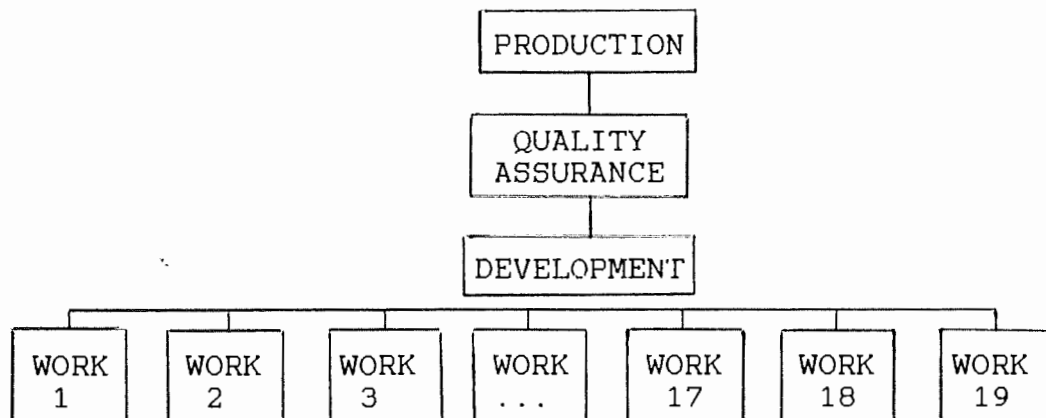 PRODUCTION
QUALITY
ASSURANCE
DEVELOPMENT
WORK WORK WORK WORK WORK WORK WORK
1 2 3 ... 17 18 19